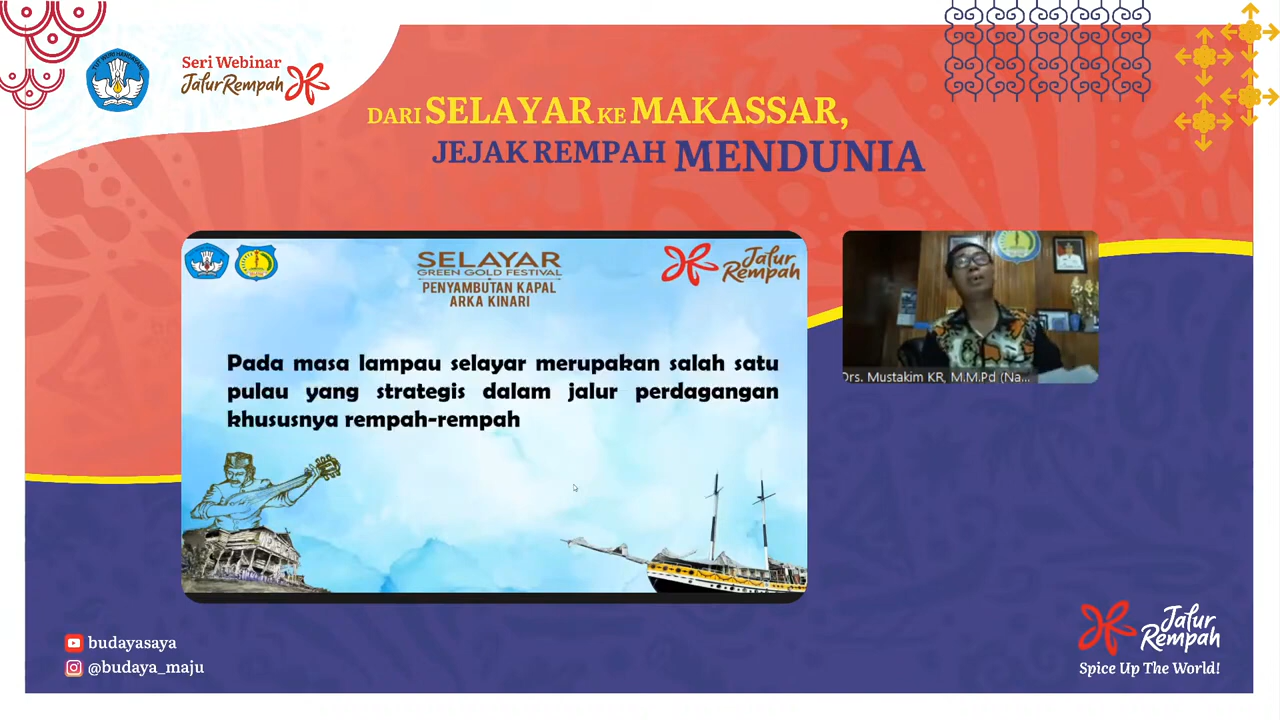 Seri Webinar
Jalur Rempah
DARI SELAYAR KE MAKASSAR,
JEJAK REMPAH MENDUNIA
SELAYAR
GREEN GOLD FESTIVAL
PENYAMBUTAN KAPAL
ARKA KINARI
Jalur
Rempah
Pada masa lampau selayar merupakan salah satu
pulau yang strategis dalam jalur perdagangan
khususnya rempah-rempah
Drs. Mustakim KR, M.M.Pd (Na...
budayasaya
@budaya_maju
Jalur
Rempah
Spice Up The World!